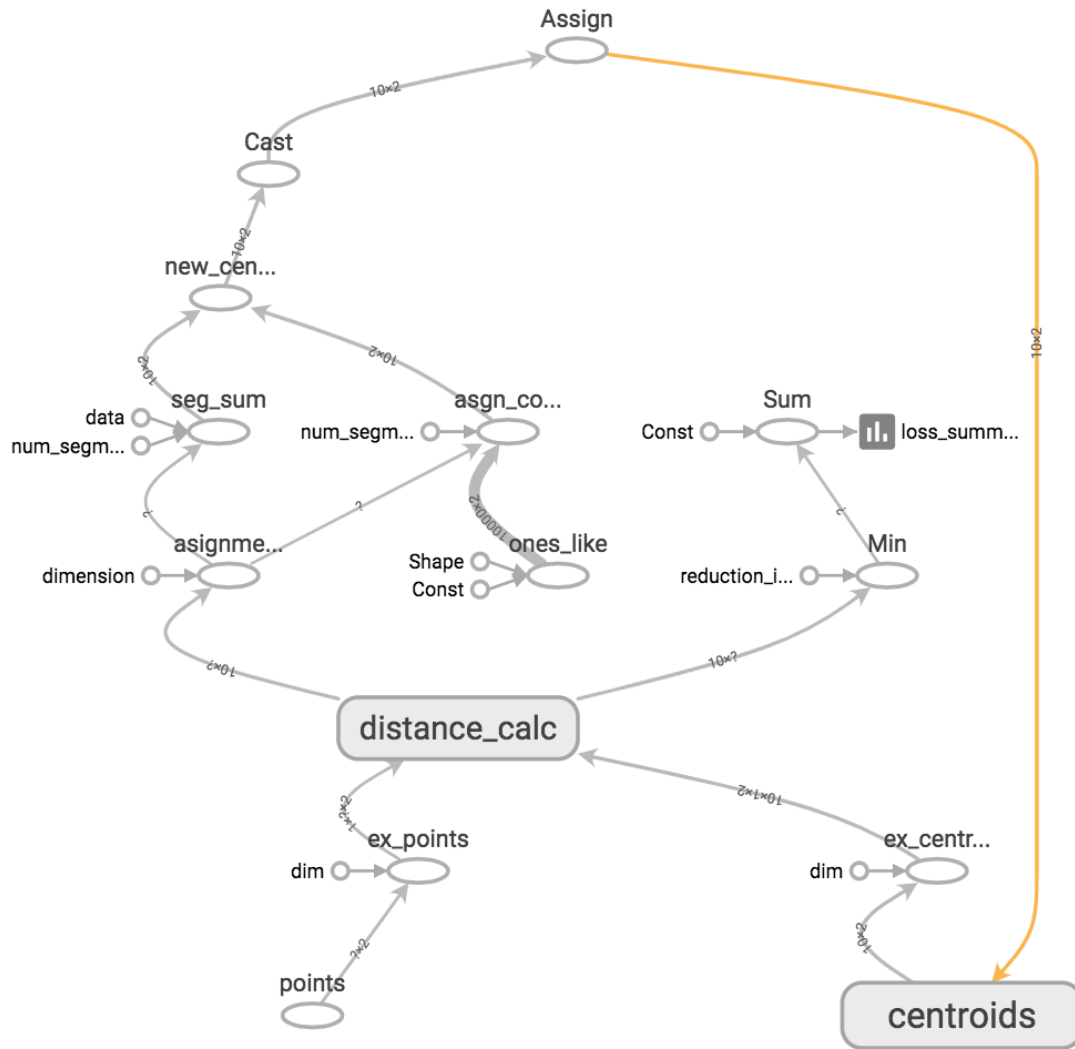 Assign
10×2
Cast
10×2
10×2
new_cen...
10×2
10×2
seg_sum
asgn_co...
Sum
data
num_segm...
num_segm...
Const
loss_summ...
?
?
10000×2
?
asignme...
ones_like
Min
dimension
Shape
Const
reduction_i...
10×?
10×?
distance_calc
10×1×2
1×?×2
ex_points
ex_centr...
dim
dim
?×2
10×2
points
centroids